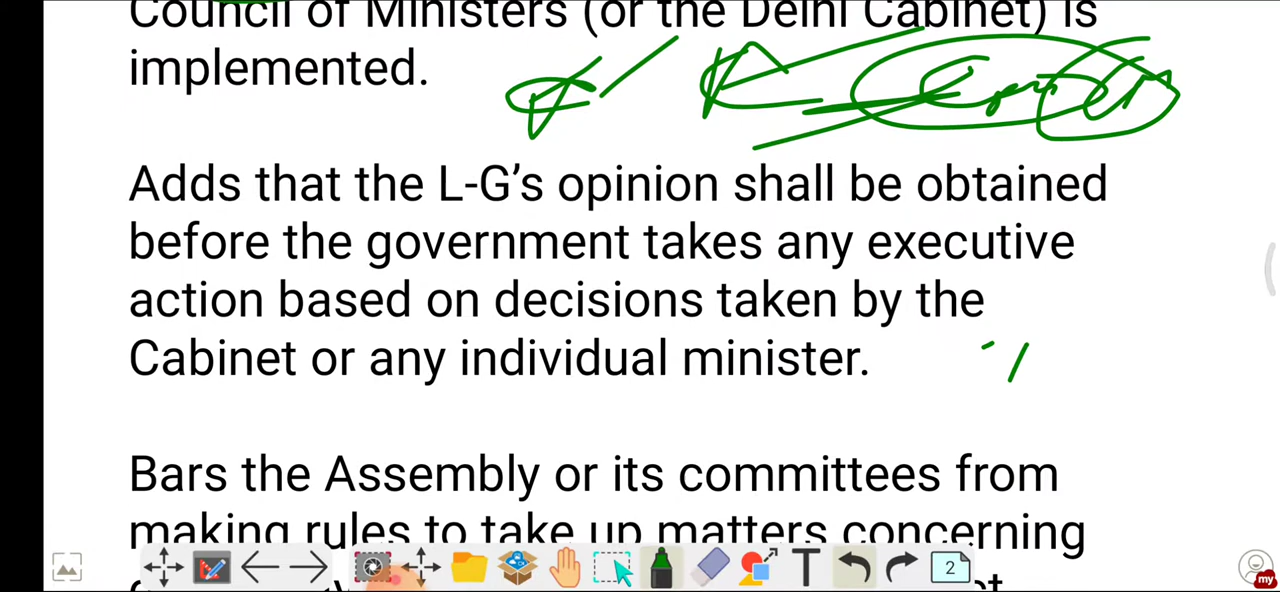 Council of Ministers (or the Delhi Cabinet) is
implemented.
Adds that the L-G’s opinion shall be obtained
before the government takes any executive
action based on decisions taken by the
Cabinet or any individual minister.
Bars the Assembly or its committees from
making rules to take up matters concerning
T
2
my